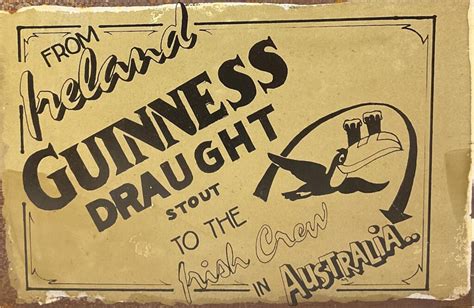 FROM
Ireland
GUINNESS
DRAUGHT
STOUT
TO THE
Irish Crew
IN AUSTRALIA..